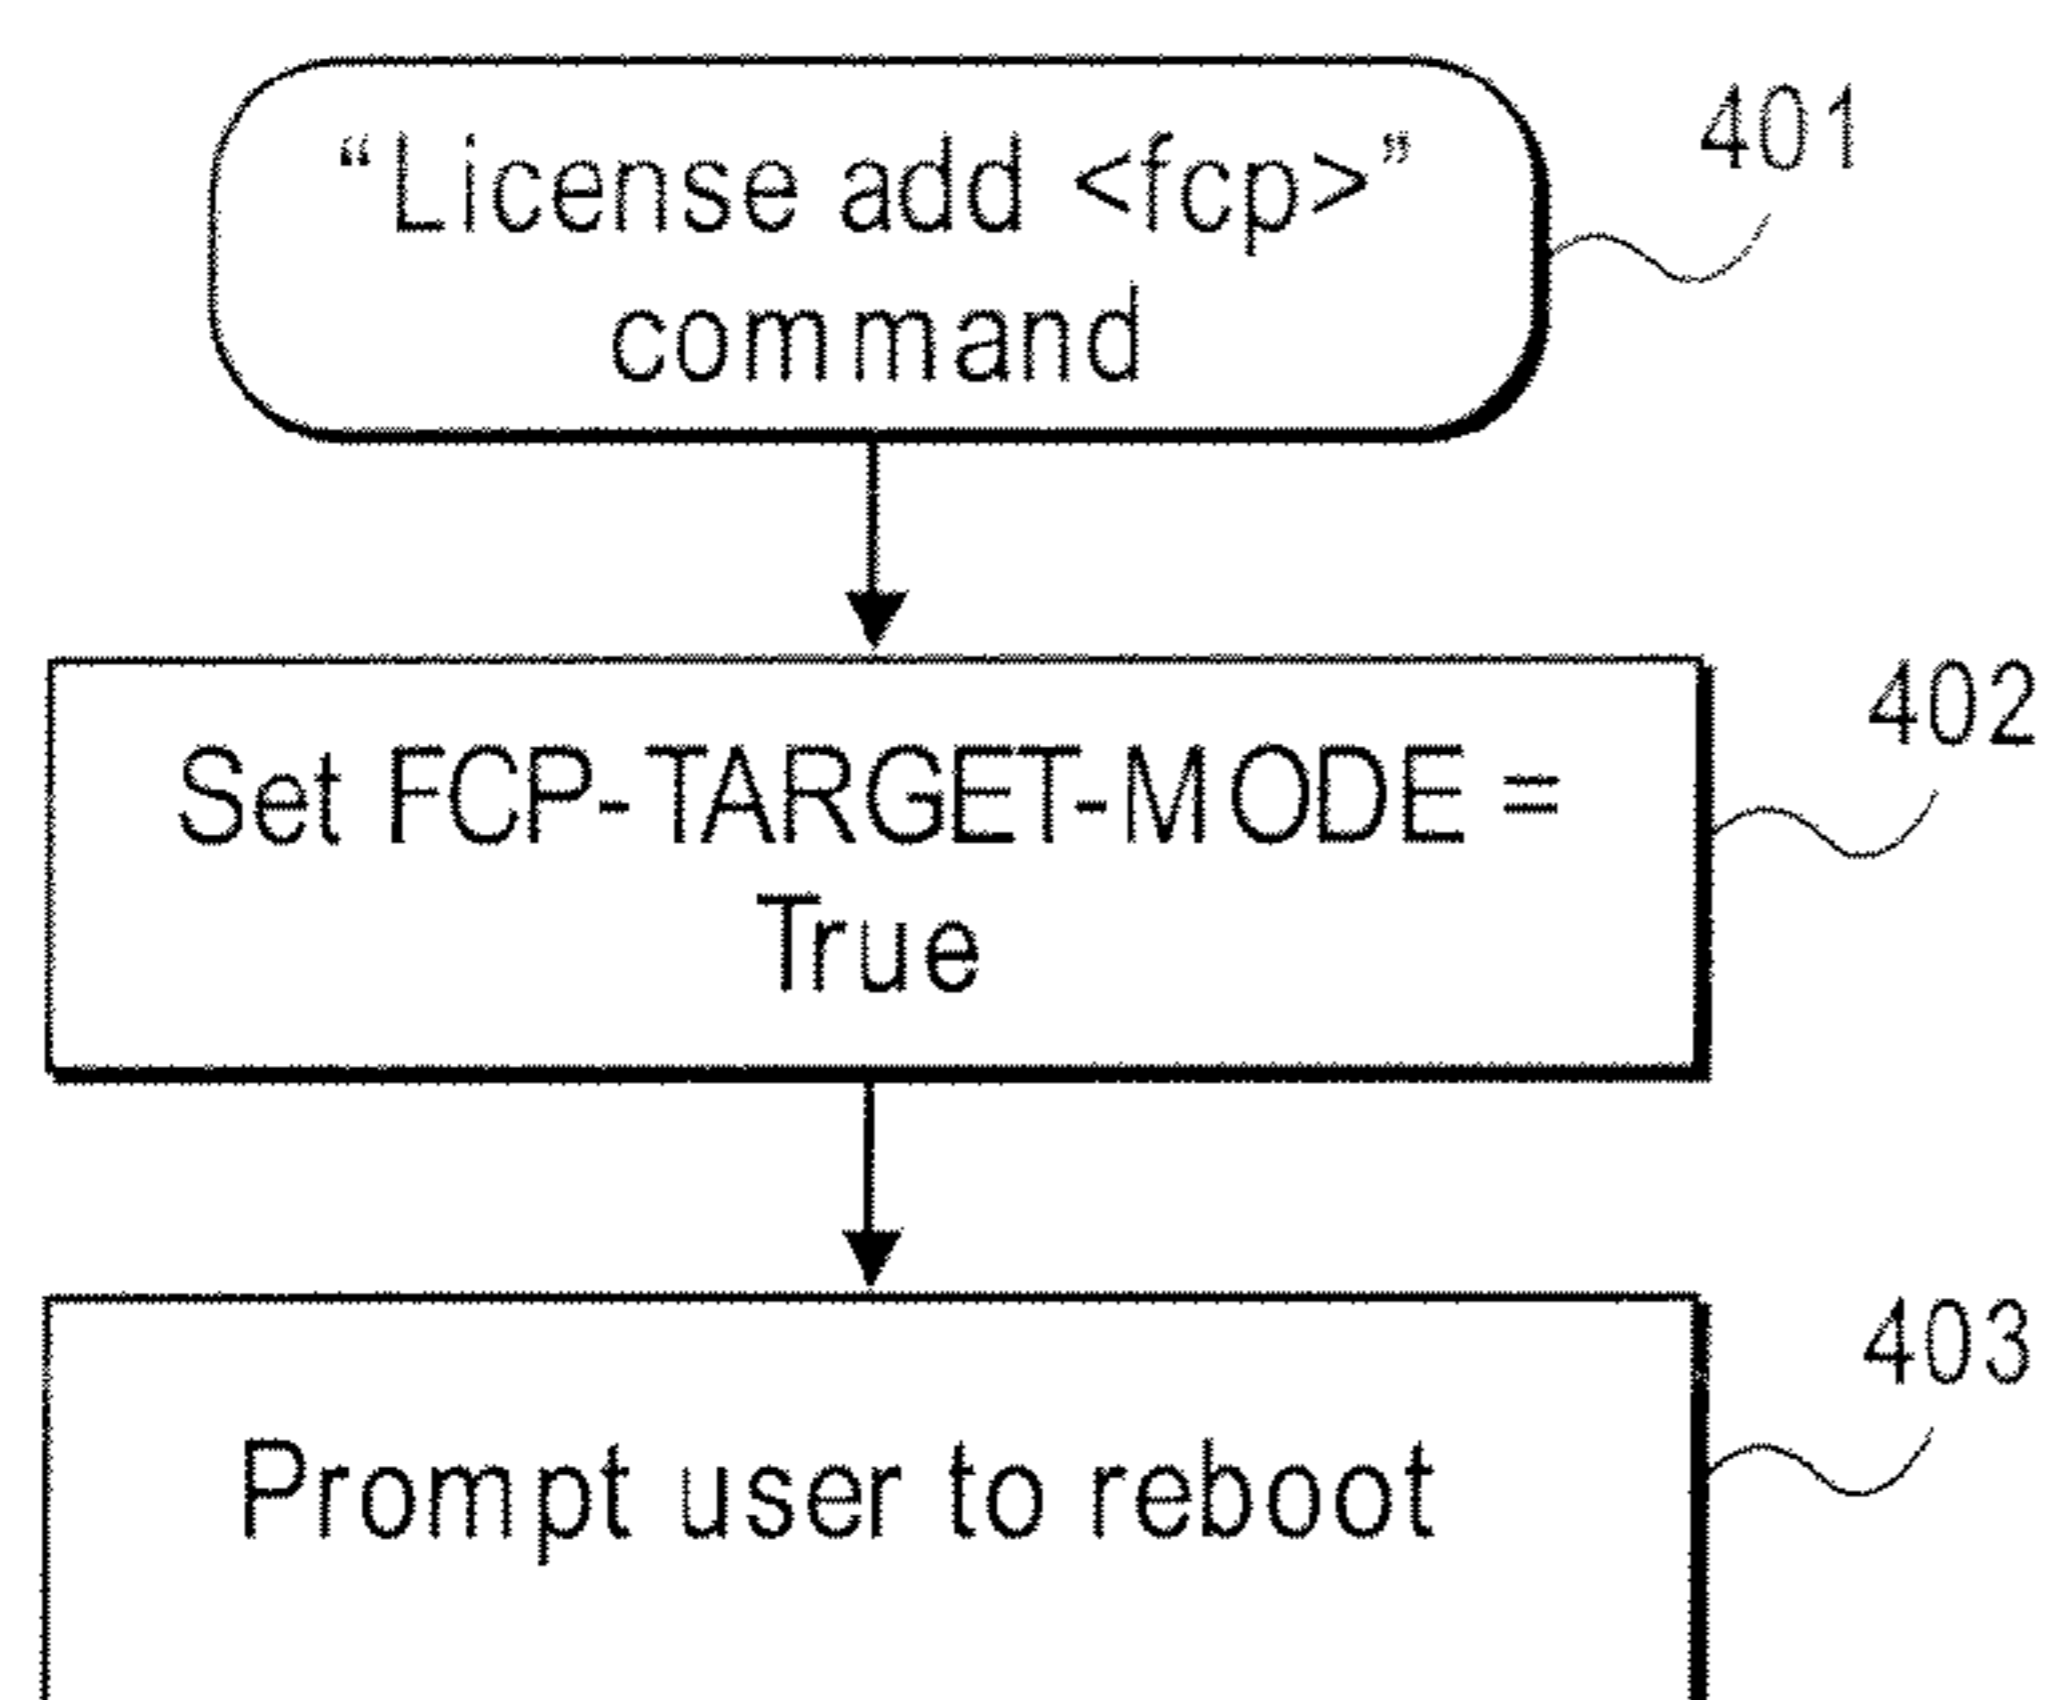 “License add <fcp>”
command
401
Set FCP-TARGET-MODE =
True
402
Prompt user to reboot
403